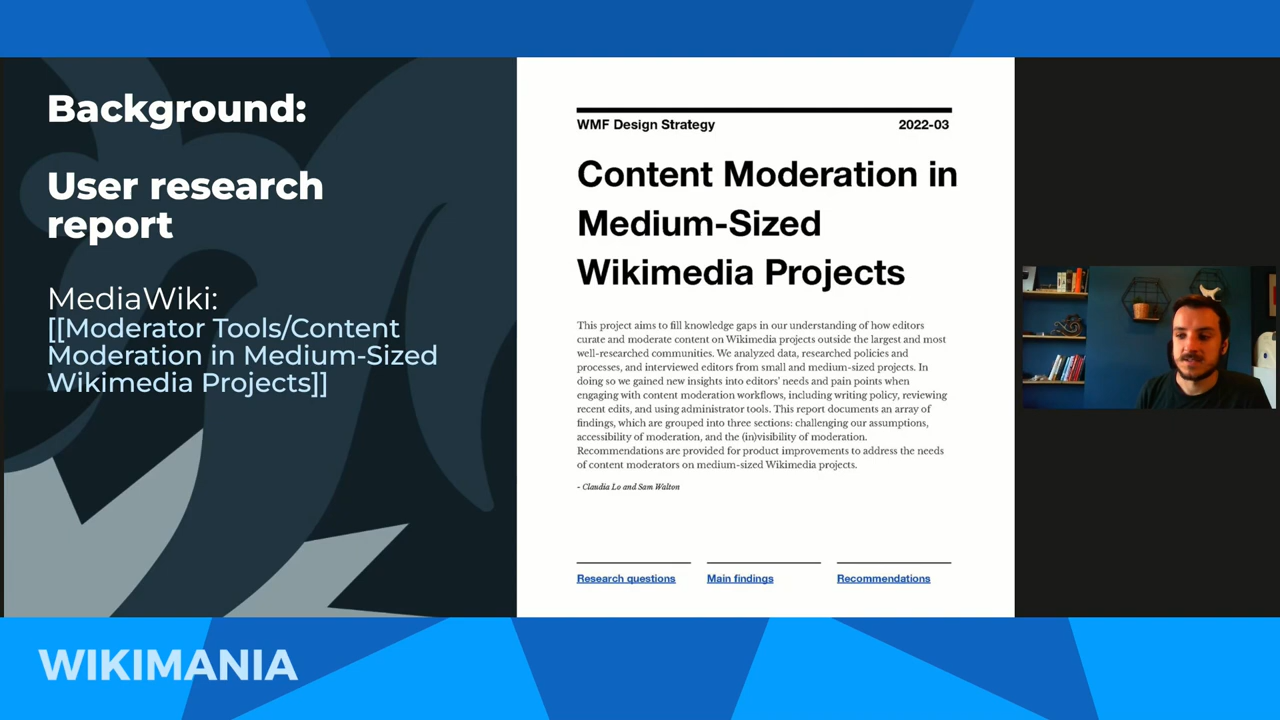 Background:
User research
report
MediaWiki:
[[Moderator Tools/Content
Moderation in Medium-Sized
Wikimedia Projects]]
WMF Design Strategy
2022-03
Content Moderation in
Medium-Sized
Wikimedia Projects
This project aims to fill knowledge gaps in our understanding of how editors
curate and moderate content on Wikimedia projects outside the largest and most
well-researched communities. We analyzed data, researched policies and
processes, and interviewed editors from small and medium-sized projects. In
doing so we gained new insights into editors' needs and pain points when
engaging with content moderation workflows, including writing policy, reviewing
recent edits, and using administrator tools. This report documents an array of
findings, which are grouped into three sections: challenging our assumptions,
accessibility of moderation, and the (in)visibility of moderation.
Recommendations are provided for product improvements to address the needs
of content moderators on medium-sized Wikimedia projects.
- Claudia Lo and Sam Walton
Research questions
Main findings
Recommendations
WIKIMANIA